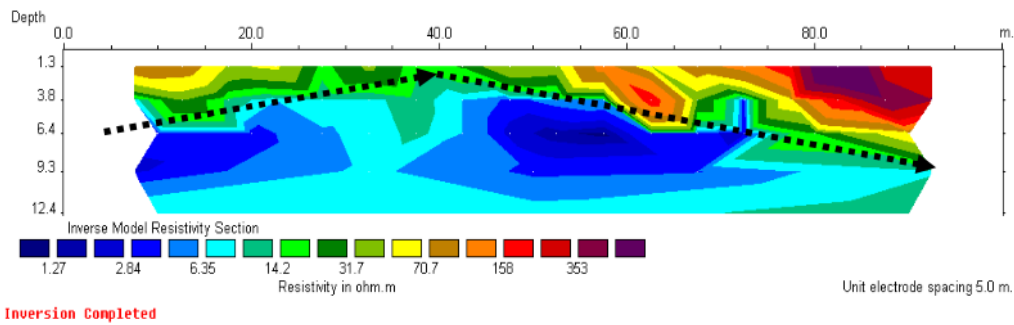 Depth
0.0 20.0 40.0 60.0 80.0 m.
1.3
3.8
6.4
9.3
12.4
Inverse Model Resistivity Section
1.27 2.84 6.35 14.2 31.7 70.7 158 353
Resistivity in ohm.m
Unit electrode spacing 5.0 m.
Inversion Completed